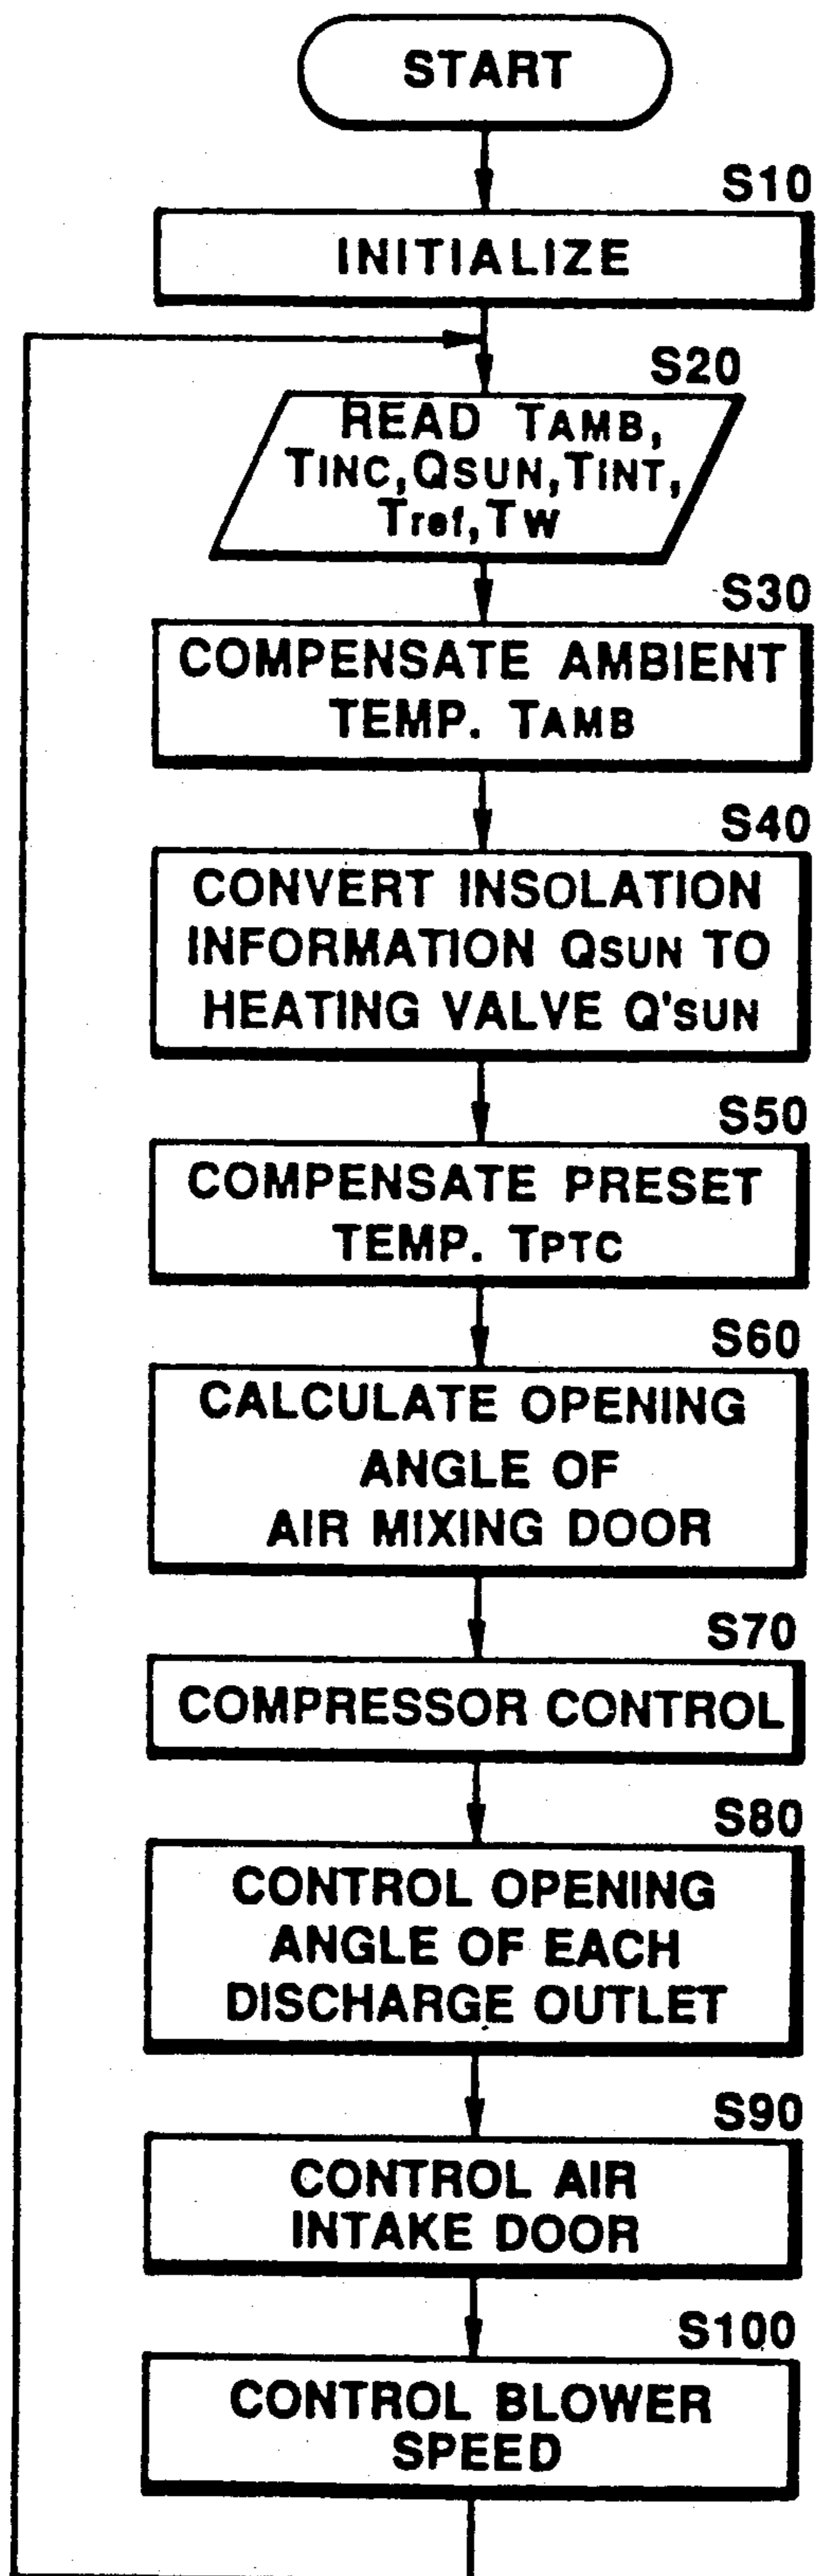 START
S10
INITIALIZE
S20
READ TAMB,
TINC,QSUN,TINT,
Tref,TW
S30
COMPENSATE AMBIENT
TEMP. TAMB
S40
CONVERT INSOLATION
INFORMATION QSUN TO
HEATING VALVE Q'SUN
S50
COMPENSATE PRESET
TEMP. TPTC
S60
CALCULATE OPENING
ANGLE OF
AIR MIXING DOOR
S70
COMPRESSOR CONTROL
S80
CONTROL OPENING
ANGLE OF EACH
DISCHARGE OUTLET
S90
CONTROL AIR
INTAKE DOOR
S100
CONTROL BLOWER
SPEED